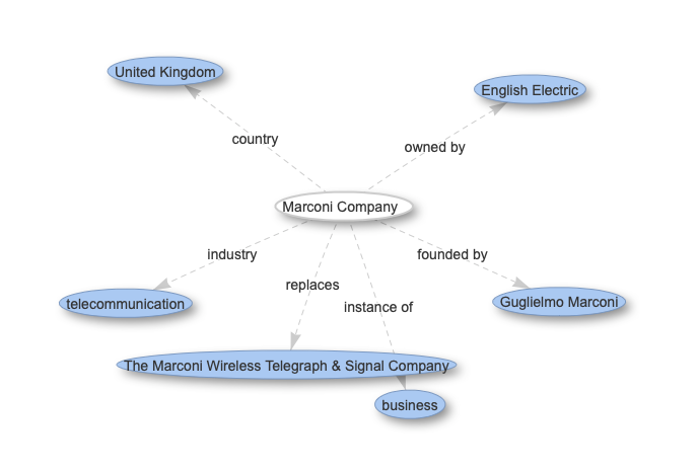 United Kingdom
English Electric
country
owned by
Marconi Company
industry
founded by
replaces
instance of
telecommunication
Guglielmo Marconi
The Marconi Wireless Telegraph & Signal Company
business